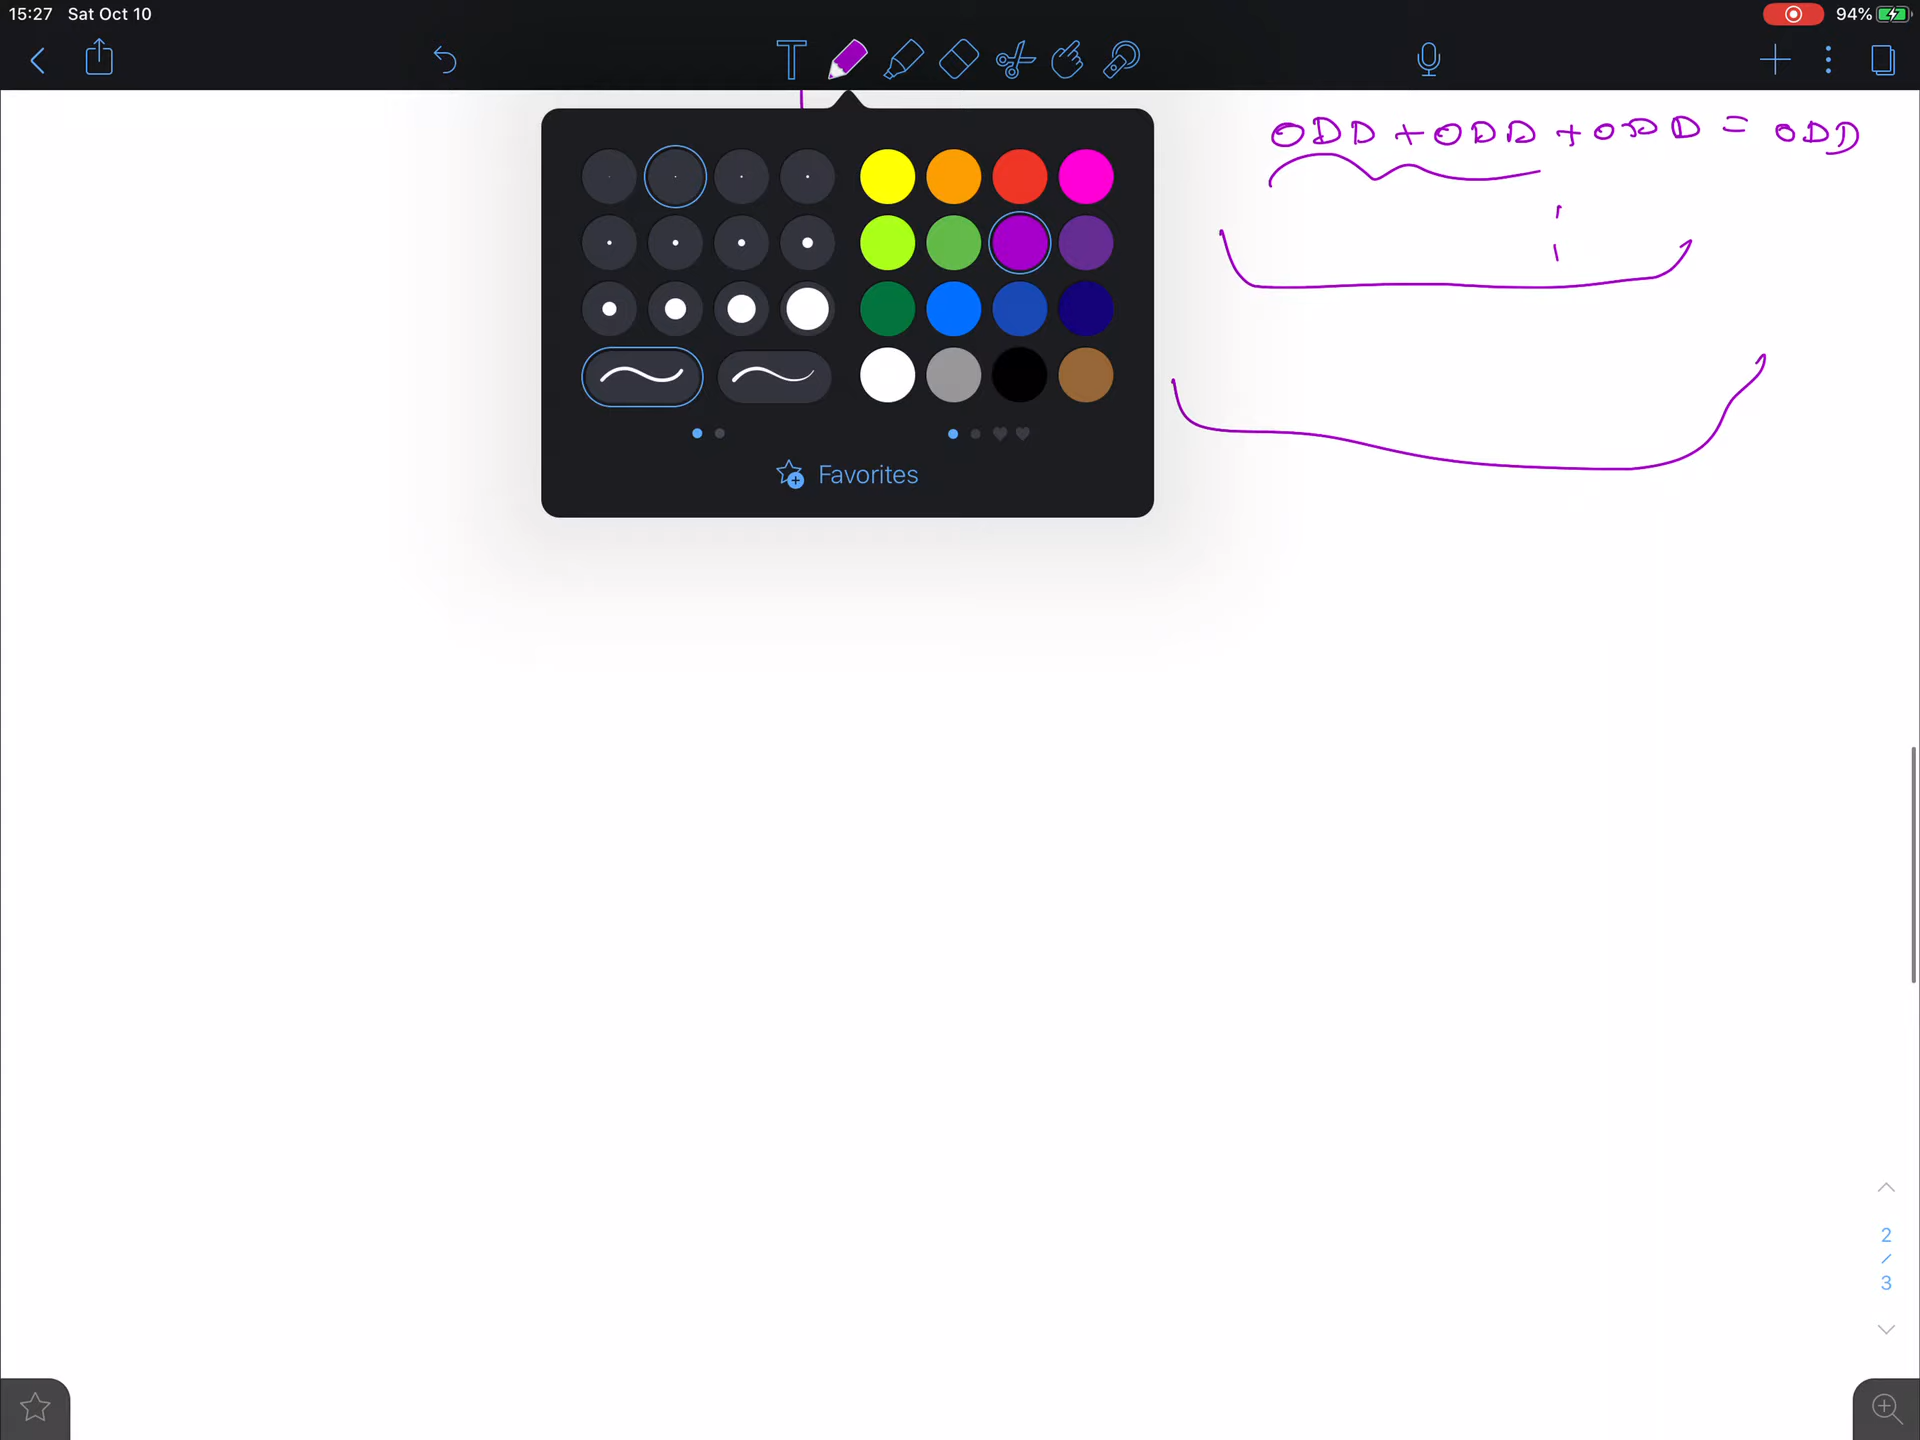 15:27 Sat Oct 10
94%
T
ODD + ODD + ODD = ODD
Favorites
2
/
3